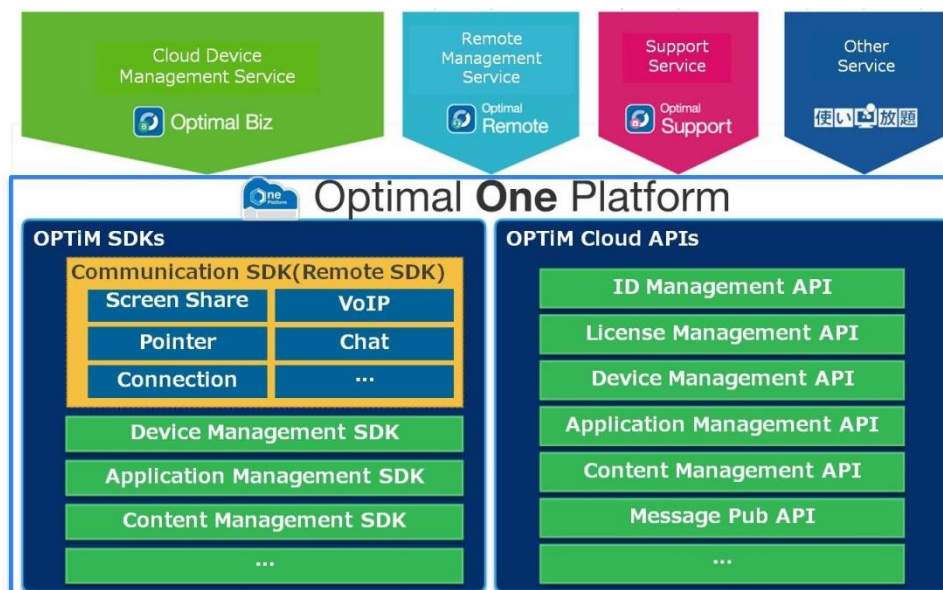 Cloud Device
Management Service
Optimal Biz
Remote
Management
Service
Optimal
Remote
Support
Service
Optimal
Support
Other
Service
使い放題
One
Platform
Optimal One Platform
OPTiM SDKs
Communication SDK(Remote SDK)
Screen Share
VoIP
Pointer
Chat
Connection
...
Device Management SDK
Application Management SDK
Content Management SDK
...
OPTiM Cloud APIs
ID Management API
License Management API
Device Management API
Application Management API
Content Management API
Message Pub API
...